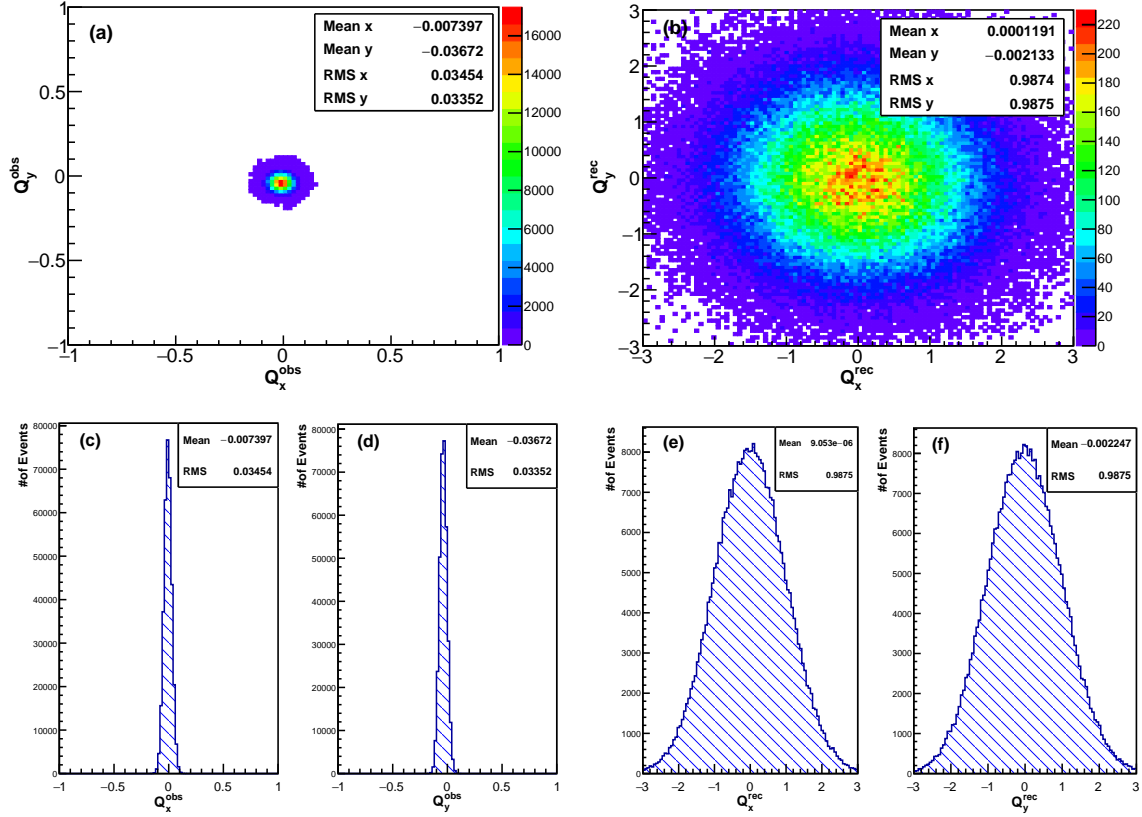 (a)
Mean x −0.007397
Mean y −0.03672
RMS x 0.03454
RMS y 0.03352
1
0.5
0
−0.5
−1
Q_y^obs
−1 −0.5 0 0.5 1
Q_x^obs
16000
14000
12000
10000
8000
6000
4000
2000
0
(b)
Mean x 0.0001191
Mean y −0.002133
RMS x 0.9874
RMS y 0.9875
3
2
1
0
−1
−2
−3
Q_y^rec
−3 −2 −1 0 1 2 3
Q_x^rec
220
200
180
160
140
120
100
80
60
40
20
0
(c)
Mean −0.007397
RMS 0.03454
#of Events
80000
70000
60000
50000
40000
30000
20000
10000
0
−1 −0.5 0 0.5 1
Q_x^obs
(d)
Mean −0.03672
RMS 0.03352
#of Events
80000
70000
60000
50000
40000
30000
20000
10000
0
−1 −0.5 0 0.5 1
Q_y^obs
(e)
Mean 9.053e−06
RMS 0.9875
#of Events
8000
7000
6000
5000
4000
3000
2000
1000
0
−3 −2 −1 0 1 2 3
Q_x^rec
(f)
Mean −0.002247
RMS 0.9875
#of Events
8000
7000
6000
5000
4000
3000
2000
1000
0
−3 −2 −1 0 1 2 3
Q_y^rec